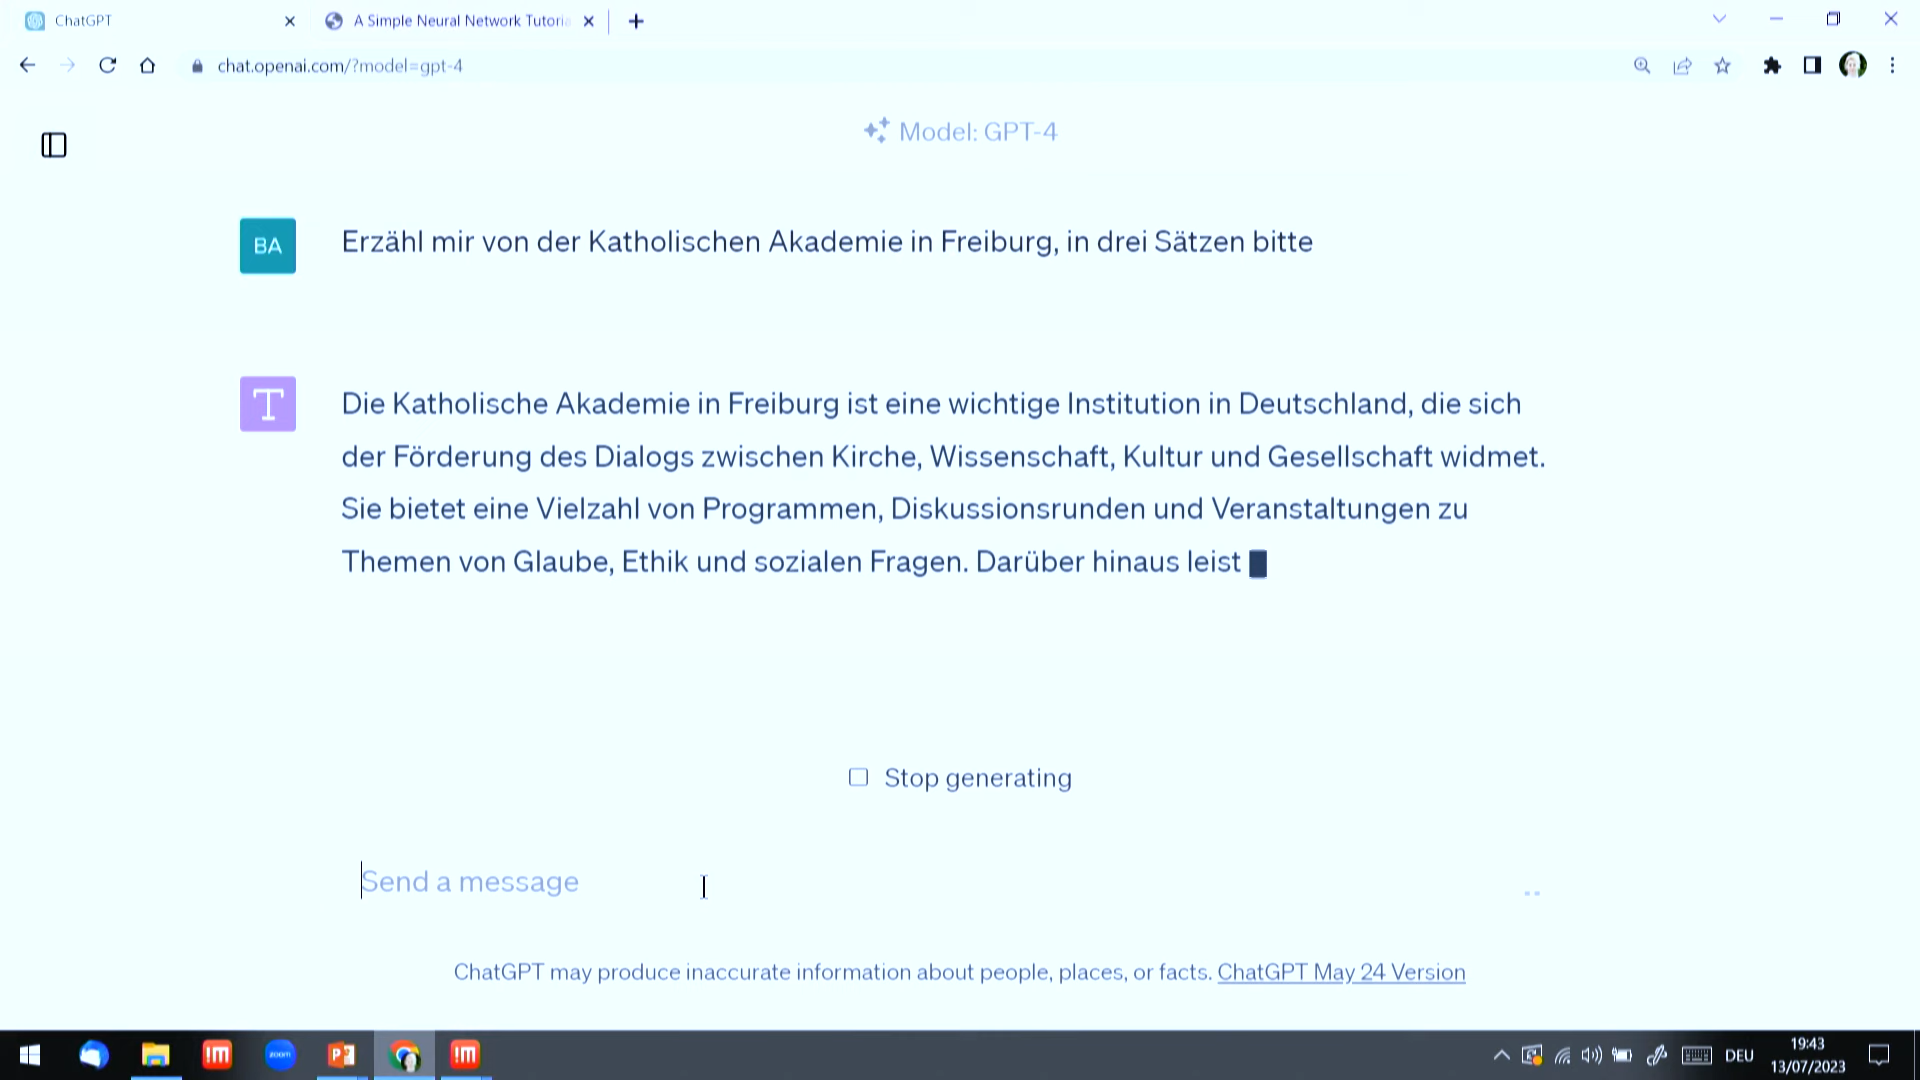 ChatGPT
A Simple Neural Network Tutori
chat.openai.com/?model=gpt-4
Model: GPT-4
BA
Erzähl mir von der Katholischen Akademie in Freiburg, in drei Sätzen bitte
T
Die Katholische Akademie in Freiburg ist eine wichtige Institution in Deutschland, die sich
der Förderung des Dialogs zwischen Kirche, Wissenschaft, Kultur und Gesellschaft widmet.
Sie bietet eine Vielzahl von Programmen, Diskussionsrunden und Veranstaltungen zu
Themen von Glaube, Ethik und sozialen Fragen. Darüber hinaus leist
Stop generating
Send a message
ChatGPT may produce inaccurate information about people, places, or facts. ChatGPT May 24 Version
zoom
DEU
19:43
13/07/2023